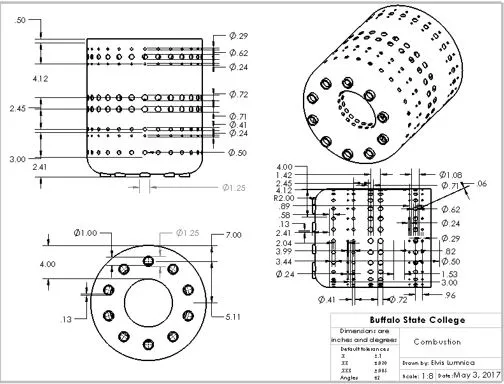 .50
4.12
2.45
3.00
2.41
Ø.29
Ø.62
Ø.24
Ø.72
Ø.71
Ø.41
Ø.24
Ø.50
Ø1.25
4.00
1.42
2.45
4.12
R2.00
.89
.58
.13
2.41
2.04
3.99
3.44
Ø.24
Ø1.08
Ø.71
.06
Ø.62
Ø.24
Ø.29
.82
Ø.50
1.53
3.00
.96
Ø.41
Ø.72
Ø1.00
Ø1.25
7.00
4.00
.13
5.11
Buffalo State College
Dimensions are
inches and degrees
Default tolerances
.X ±.1
.XX
.XXX ±.005
Angles ±2
Combustion
Drawn by: Elvis Lumnica
Scale: 1:8 Date: May 3, 2017